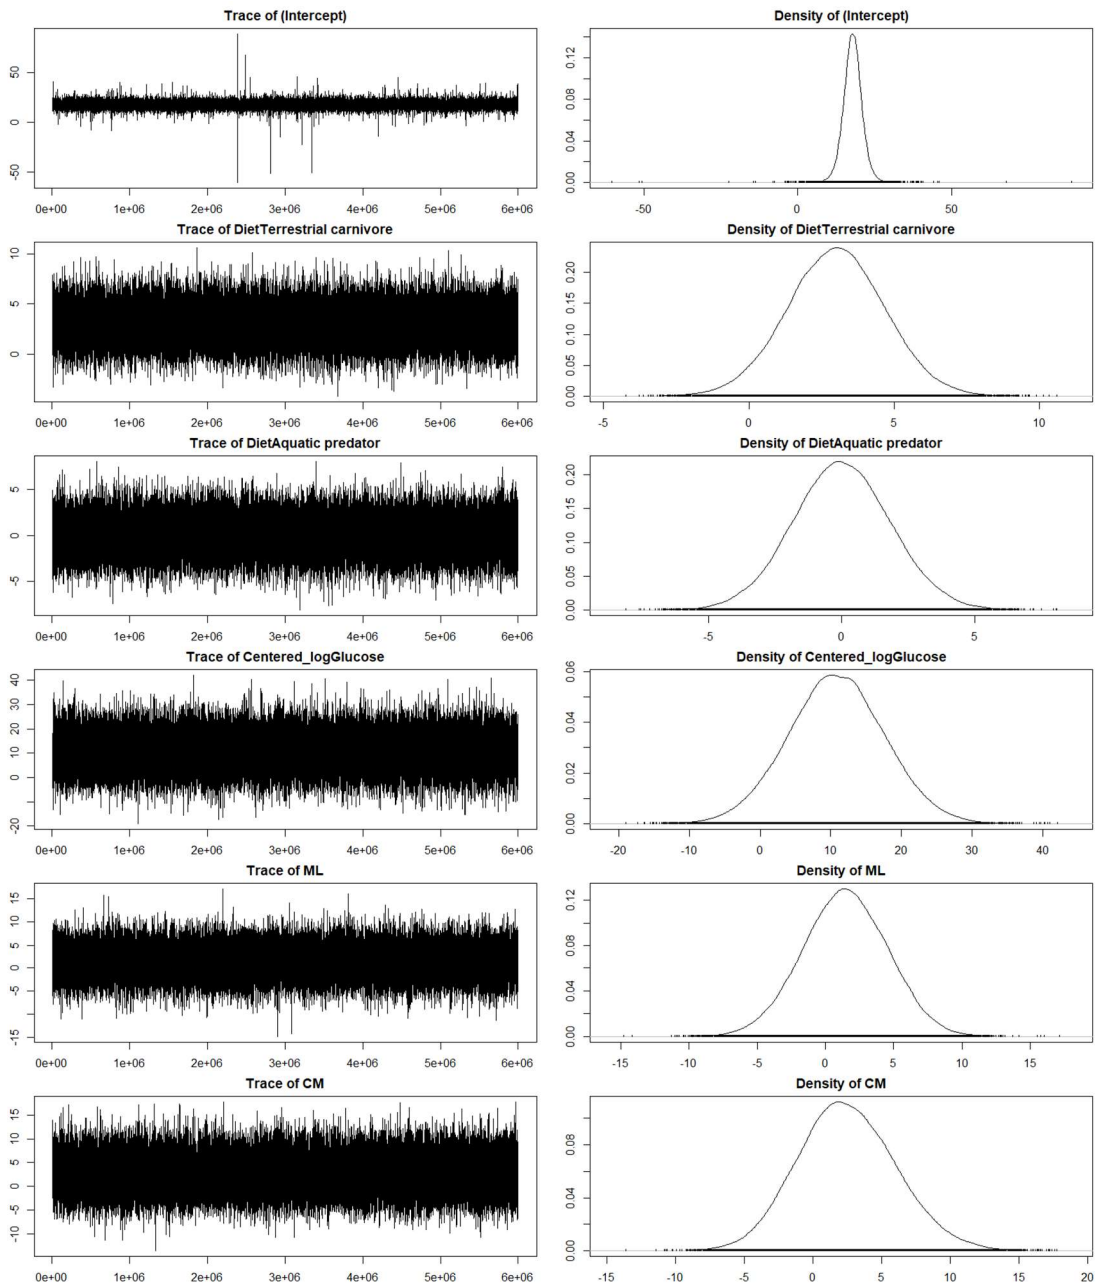 Trace of (Intercept)
50
0
-50
0e+00 1e+06 2e+06 3e+06 4e+06 5e+06 6e+06
Density of (Intercept)
0.12
0.08
0.04
0.00
-50 0 50
Trace of DietTerrestrial carnivore
10
5
0
0e+00 1e+06 2e+06 3e+06 4e+06 5e+06 6e+06
Density of DietTerrestrial carnivore
0.20
0.15
0.10
0.05
0.00
-5 0 5 10
Trace of DietAquatic predator
5
0
-5
0e+00 1e+06 2e+06 3e+06 4e+06 5e+06 6e+06
Density of DietAquatic predator
0.20
0.15
0.10
0.05
0.00
-5 0 5
Trace of Centered_logGlucose
40
30
20
10
0
-20
0e+00 1e+06 2e+06 3e+06 4e+06 5e+06 6e+06
Density of Centered_logGlucose
0.06
0.04
0.02
0.00
-20 -10 0 10 20 30 40
Trace of ML
15
10
5
0
-5
-15
0e+00 1e+06 2e+06 3e+06 4e+06 5e+06 6e+06
Density of ML
0.12
0.08
0.04
0.00
-15 -10 -5 0 5 10 15
Trace of CM
15
10
5
0
-10
0e+00 1e+06 2e+06 3e+06 4e+06 5e+06 6e+06
Density of CM
0.08
0.04
0.00
-15 -10 -5 0 5 10 15 20